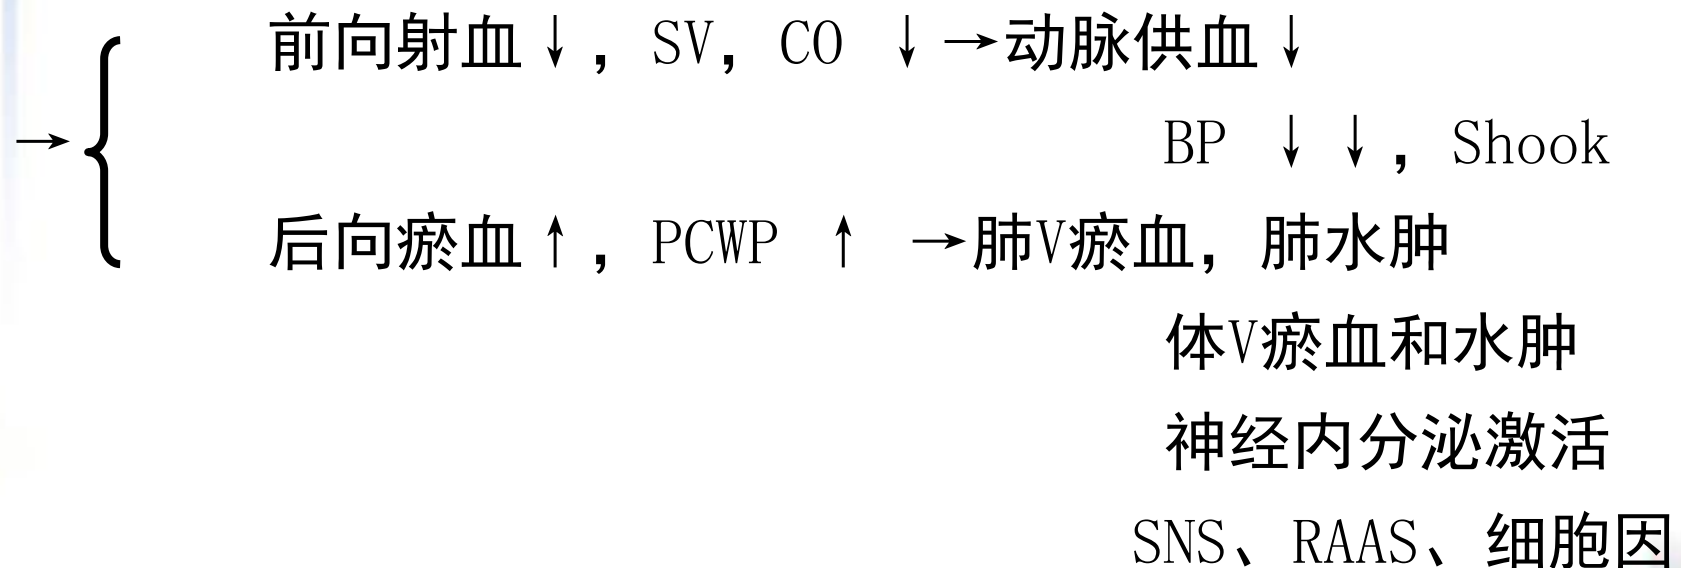 前向射血↓，SV，CO ↓→动脉供血↓
→{ BP ↓↓，Shook
后向瘀血↑，PCWP ↑ →肺V瘀血，肺水肿
体V瘀血和水肿
神经内分泌激活
SNS、RAAS、细胞因